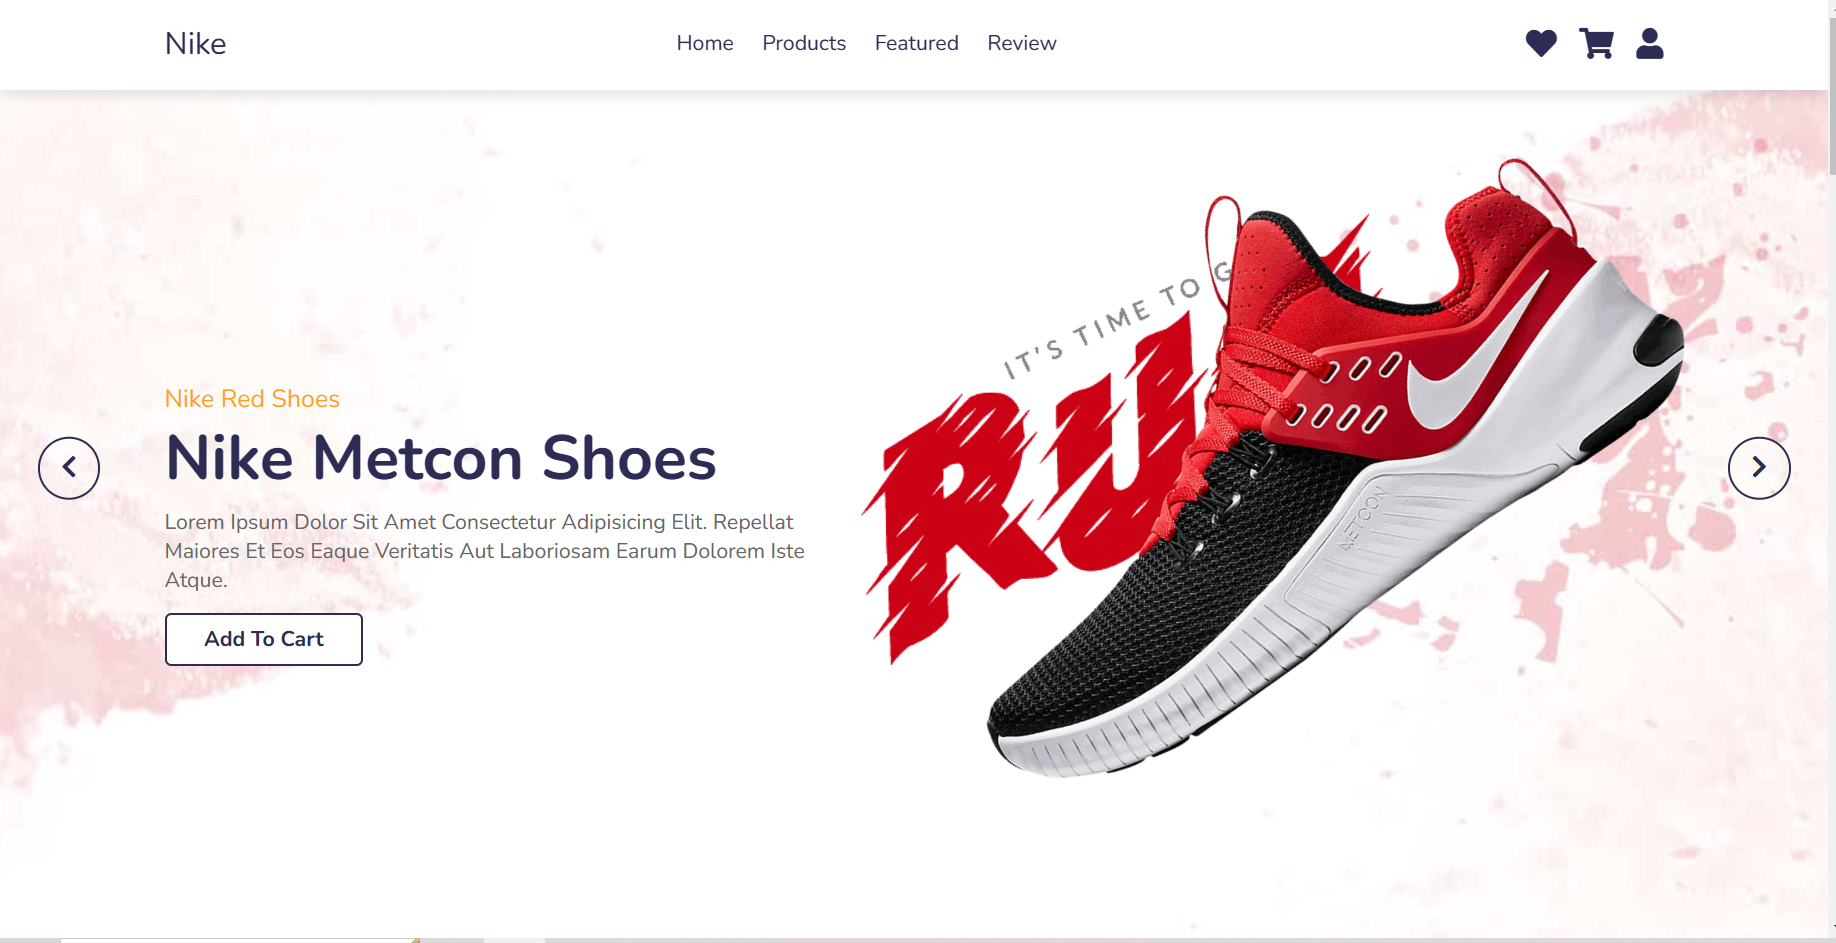 Nike
Home Products Featured Review
IT'S TIME TO G
Ru
Nike Red Shoes
Nike Metcon Shoes
Lorem Ipsum Dolor Sit Amet Consectetur Adipisicing Elit. Repellat
Maiores Et Eos Eaque Veritatis Aut Laboriosam Earum Dolorem Iste
Atque.
Add To Cart
METCON